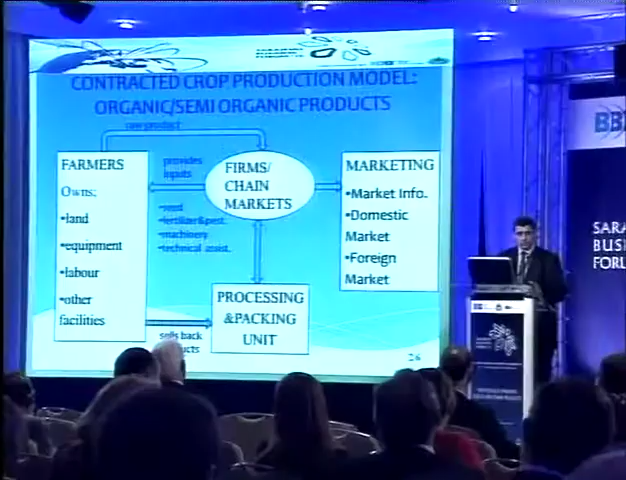 CONTRACTED CROP PRODUCTION MODEL:
ORGANIC/SEMI ORGANIC PRODUCTS
raw product
FARMERS
Owns:
•land
•equipment
•labour
•other
facilities
provides
inputs
•seed
•fertilizer&pest.
•machinery
•technical assist.
FIRMS/
CHAIN
MARKETS
MARKETING
•Market Info.
•Domestic
Market
•Foreign
Market
PROCESSING
&PACKING
UNIT
sells back
26
BB
SARA
BUS
FORU